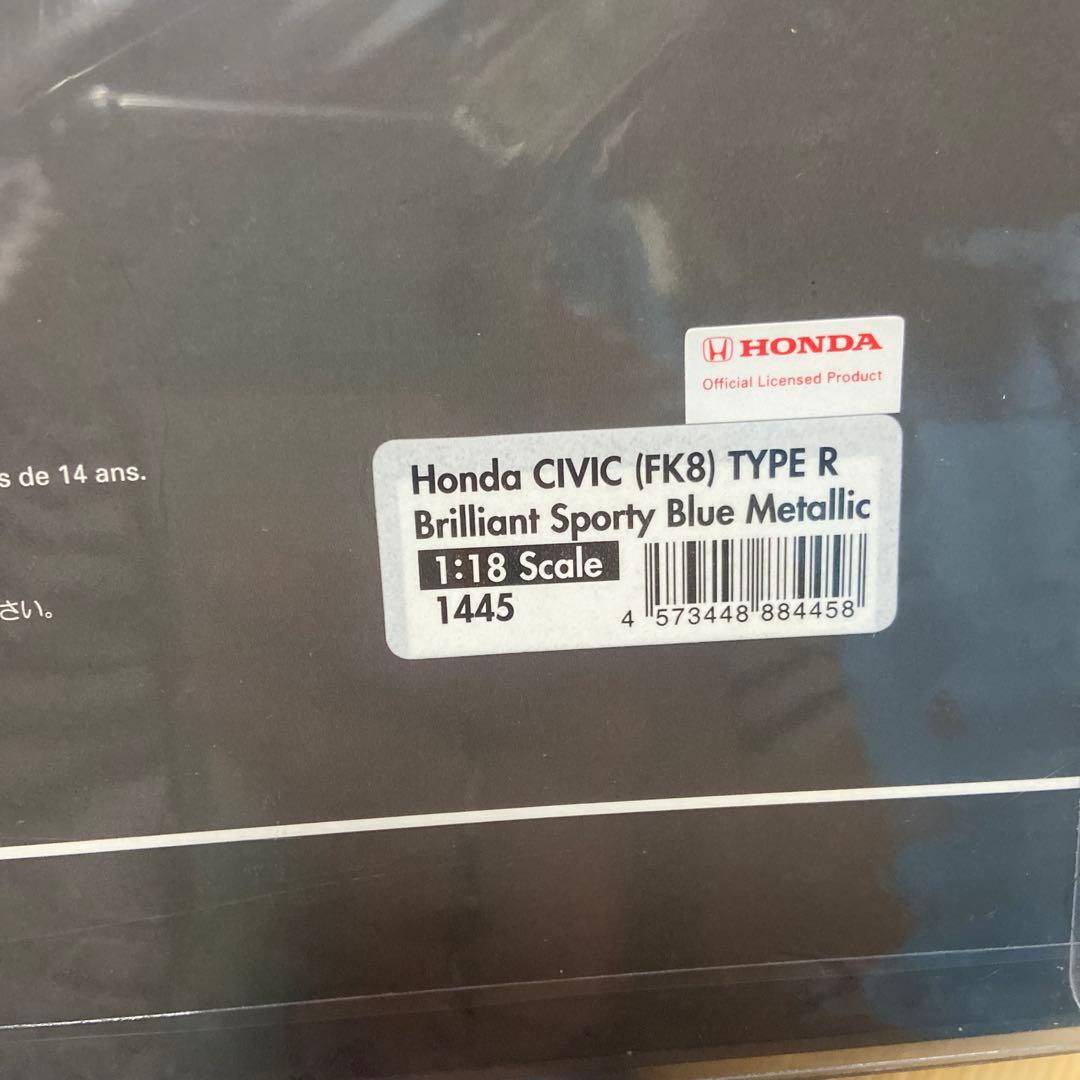 HONDA
Official Licensed Product
s de 14 ans.
Honda CIVIC (FK8) TYPE R
Brilliant Sporty Blue Metallic
1:18 Scale
1445
4 573448 884458
さい。